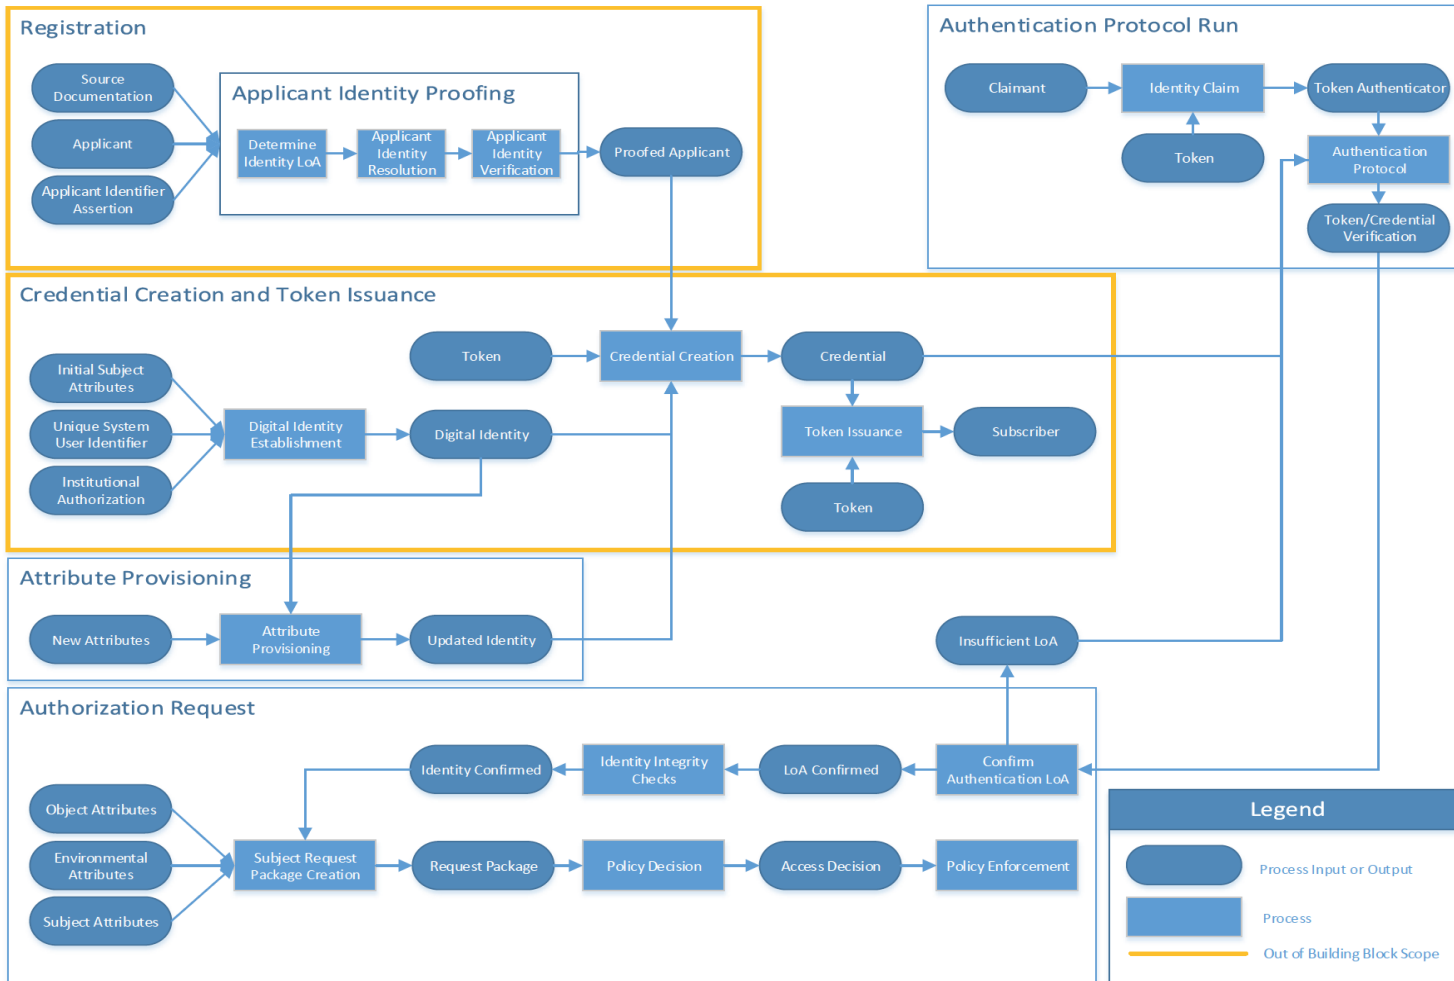 Registration
Source
Documentation
Applicant
Applicant Identifier
Assertion
Applicant Identity Proofing
Determine
Identity LoA
Applicant
Identity
Resolution
Applicant
Identity
Verification
Proofed Applicant
Authentication Protocol Run
Claimant
Identity Claim
Token Authenticator
Token
Authentication
Protocol
Token/Credential
Verification
Credential Creation and Token Issuance
Token
Credential Creation
Credential
Initial Subject
Attributes
Unique System
User Identifier
Institutional
Authorization
Digital Identity
Establishment
Digital Identity
Token Issuance
Subscriber
Token
Attribute Provisioning
New Attributes
Attribute
Provisioning
Updated Identity
Insufficient LoA
Authorization Request
Identity Confirmed
Identity Integrity
Checks
LoA Confirmed
Confirm
Authentication LoA
Object Attributes
Environmental
Attributes
Subject Attributes
Subject Request
Package Creation
Request Package
Policy Decision
Access Decision
Policy Enforcement
Legend
Process Input or Output
Process
Out of Building Block Scope